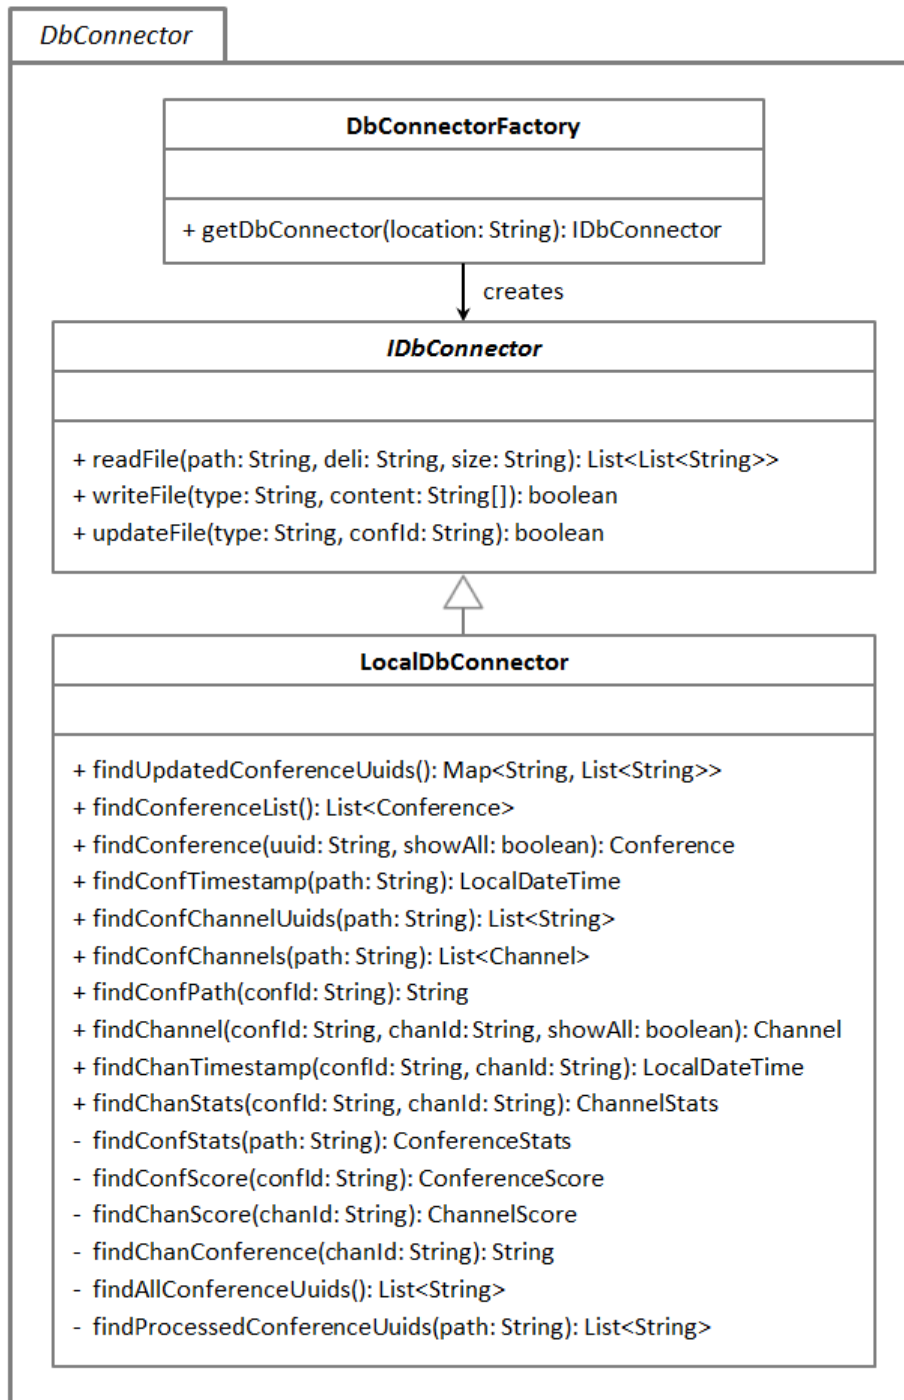 DbConnector
DbConnectorFactory
+ getDbConnector(location: String): IDbConnector
creates
IDbConnector
+ readFile(path: String, deli: String, size: String): List<List<String>>
+ writeFile(type: String, content: String[]): boolean
+ updateFile(type: String, confId: String): boolean
LocalDbConnector
+ findUpdatedConferenceUuids(): Map<String, List<String>>
+ findConferenceList(): List<Conference>
+ findConference(uuid: String, showAll: boolean): Conference
+ findConfTimestamp(path: String): LocalDateTime
+ findConfChannelUuids(path: String): List<String>
+ findConfChannels(path: String): List<Channel>
+ findConfPath(confId: String): String
+ findChannel(confId: String, chanId: String, showAll: boolean): Channel
+ findChanTimestamp(confId: String, chanId: String): LocalDateTime
+ findChanStats(confId: String, chanId: String): ChannelStats
- findConfStats(path: String): ConferenceStats
- findConfScore(confId: String): ConferenceScore
- findChanScore(chanId: String): ChannelScore
- findChanConference(chanId: String): String
- findAllConferenceUuids(): List<String>
- findProcessedConferenceUuids(path: String): List<String>